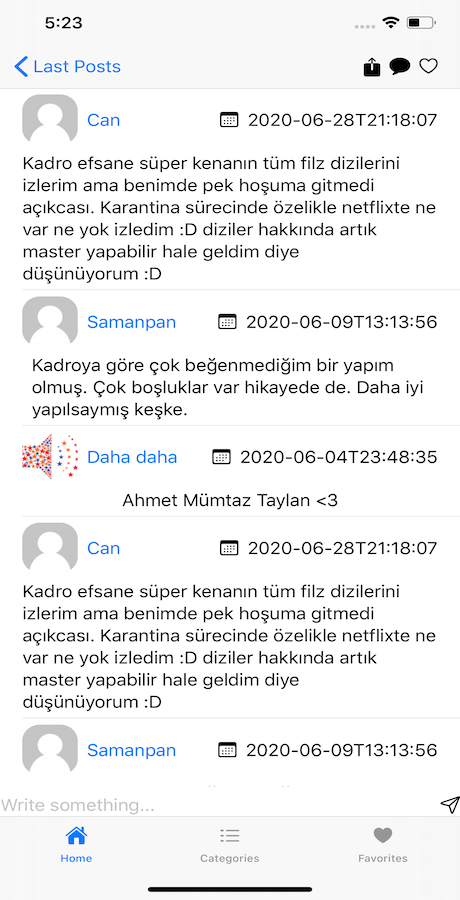 5:23
Last Posts
Can 2020-06-28T21:18:07
Kadro efsane süper kenanın tüm filz dizilerini
izlerim ama benimde pek hoşuma gitmedi
açıkcası. Karantina sürecinde özelikle netflixte ne
var ne yok izledim :D diziler hakkında artık
master yapabilir hale geldim diye
düşünüyorum :D
Samanpan 2020-06-09T13:13:56
Kadroya göre çok beğenmediğim bir yapım
olmuş. Çok boşluklar var hikayede de. Daha iyi
yapılsaymış keşke.
Daha daha 2020-06-04T23:48:35
Ahmet Mümtaz Taylan <3
Can 2020-06-28T21:18:07
Kadro efsane süper kenanın tüm filz dizilerini
izlerim ama benimde pek hoşuma gitmedi
açıkcası. Karantina sürecinde özelikle netflixte ne
var ne yok izledim :D diziler hakkında artık
master yapabilir hale geldim diye
düşünüyorum :D
Samanpan 2020-06-09T13:13:56
Write something...
Home Categories Favorites